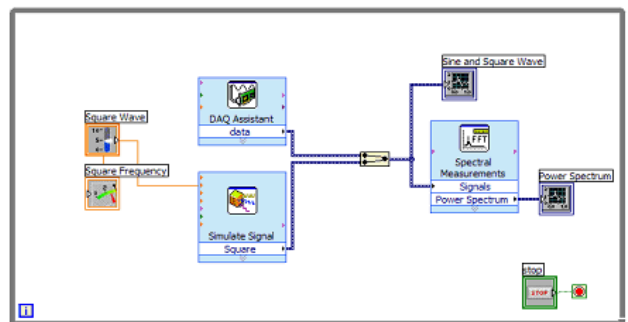 Sine and Square Wave
DAQ Assistant
data
Square Wave
FFT
Spectral
Measurements
Signals
Power Spectrum
Power Spectrum
Square Frequency
Simulate Signal
Square
stop
STOP
i